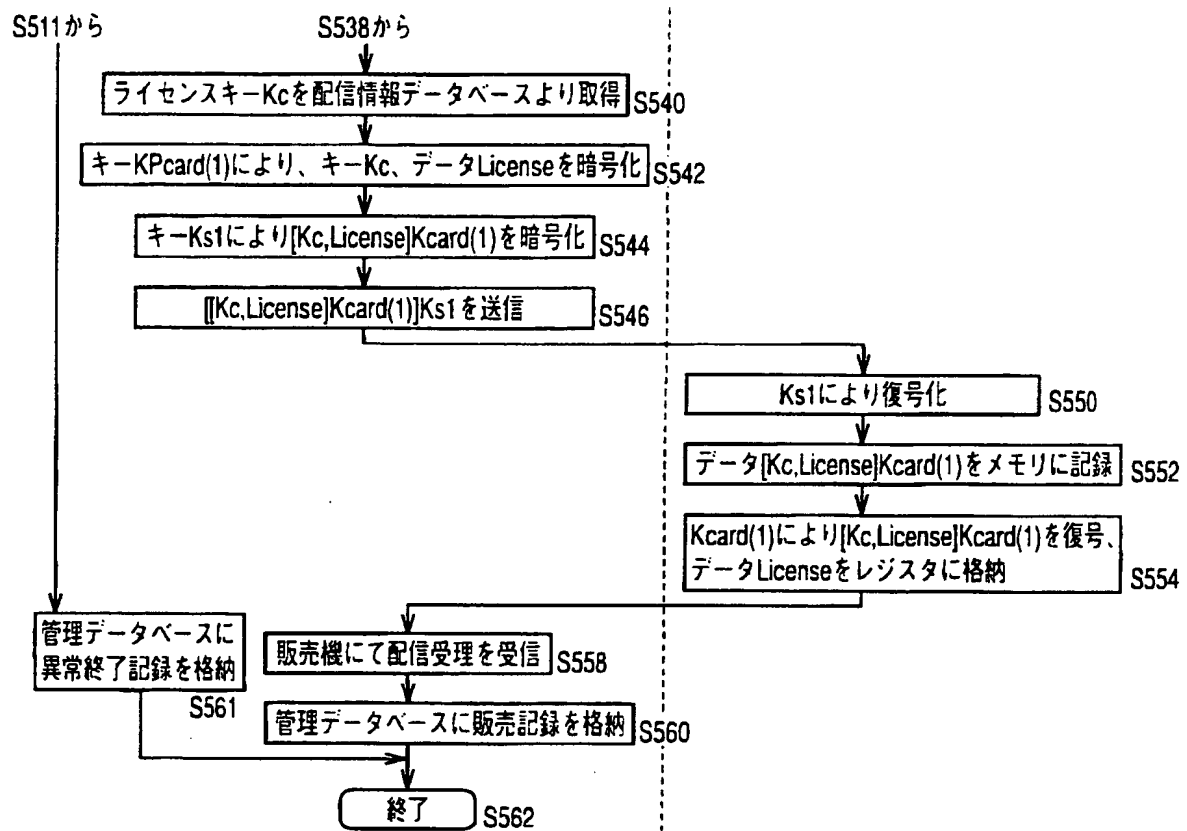 S511から
S538から
ライセンスキーKcを配信情報データベースより取得
S540
キーKPcard(1)により、キーKc、データLicenseを暗号化
S542
キーKs1により[Kc,License]Kcard(1)を暗号化
S544
[[Kc,License]Kcard(1)]Ks1を送信
S546
Ks1により復号化
S550
データ[Kc,License]Kcard(1)をメモリに記録
S552
Kcard(1)により[Kc,License]Kcard(1)を復号、
データLicenseをレジスタに格納
S554
管理データベースに
異常終了記録を格納
S561
販売機にて配信受理を受信
S558
管理データベースに販売記録を格納
S560
終了
S562